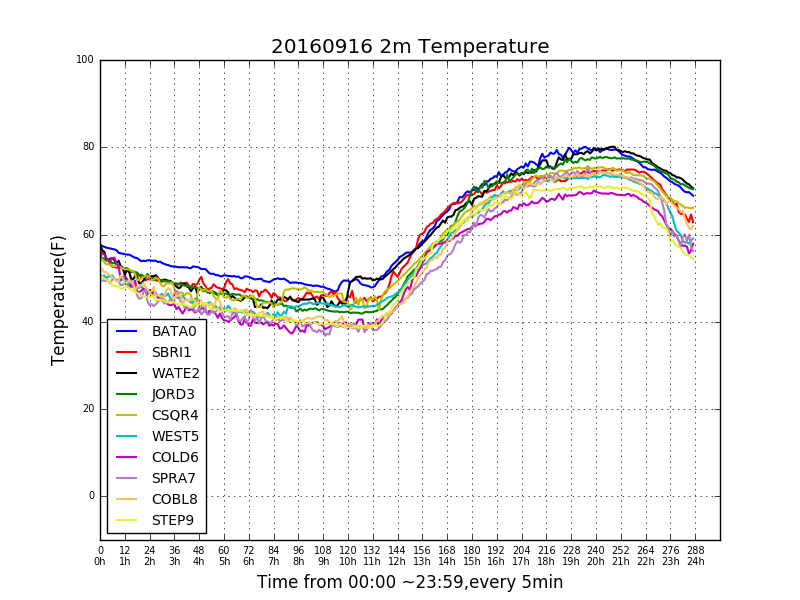 20160916 2m Temperature
100
80
60
40
20
0
Temperature(F)
BATA0
SBRI1
WATE2
JORD3
CSQR4
WEST5
COLD6
SPRA7
COBL8
STEP9
0 12 24 36 48 60 72 84 96 108 120 132 144 156 168 180 192 204 216 228 240 252 264 276 288
0h 1h 2h 3h 4h 5h 6h 7h 8h 9h 10h 11h 12h 13h 14h 15h 16h 17h 18h 19h 20h 21h 22h 23h 24h
Time from 00:00 ~23:59,every 5min